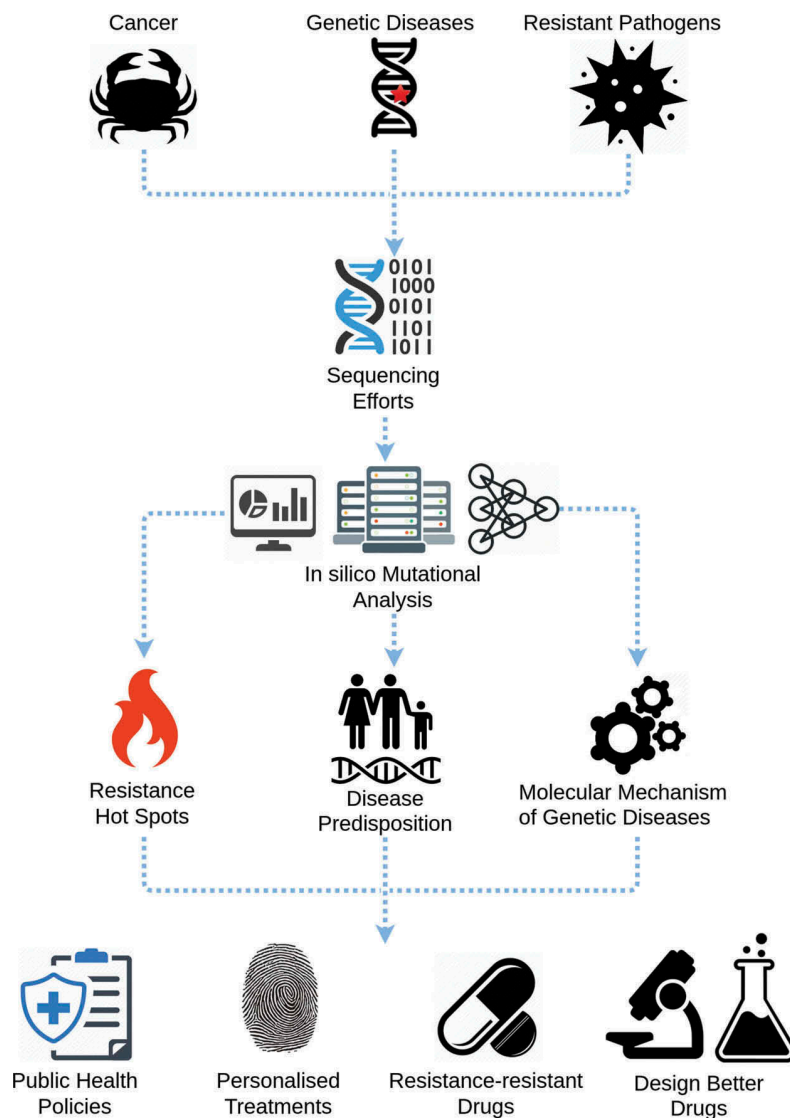 Cancer
Genetic Diseases
Resistant Pathogens
0101
1000
0101
1101
1011
Sequencing
Efforts
In silico Mutational
Analysis
Resistance
Hot Spots
Disease
Predisposition
Molecular Mechanism
of Genetic Diseases
Public Health
Policies
Personalised
Treatments
Resistance-resistant
Drugs
Design Better
Drugs